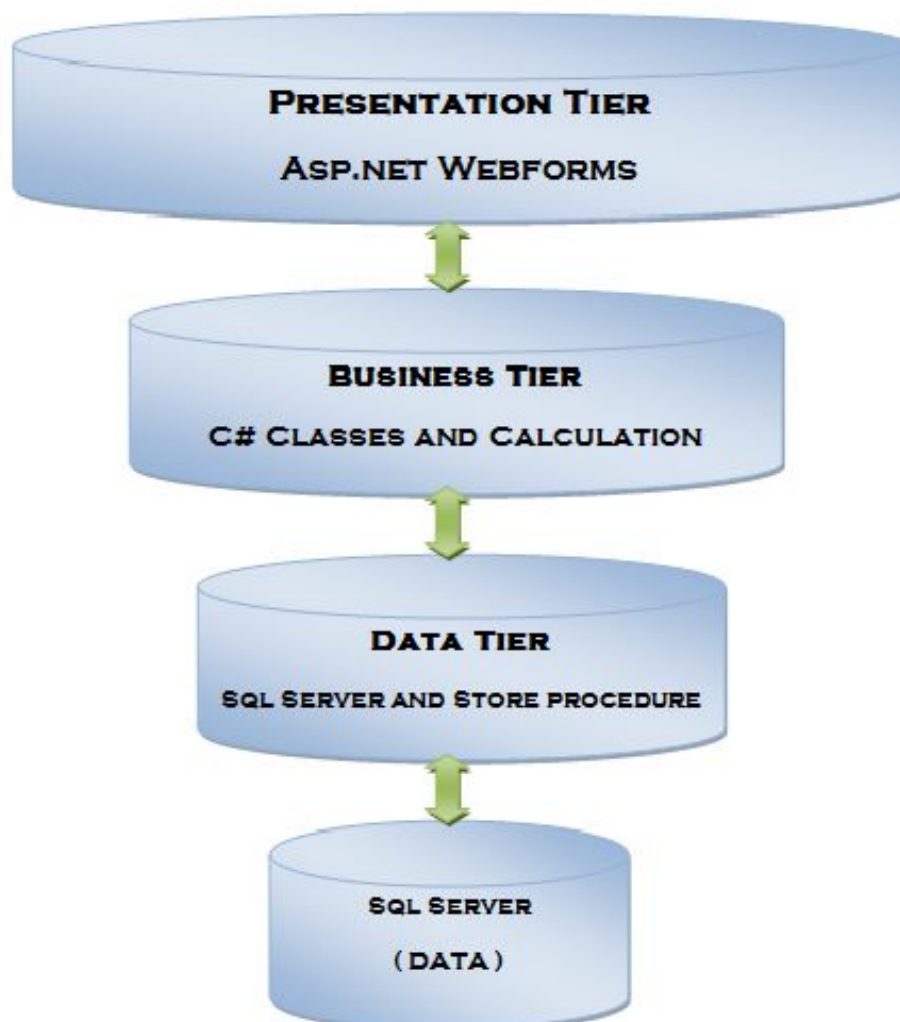 Presentation Tier
Asp.net Webforms
Business Tier
C# Classes and Calculation
Data Tier
Sql Server and Store procedure
Sql Server
(Data)